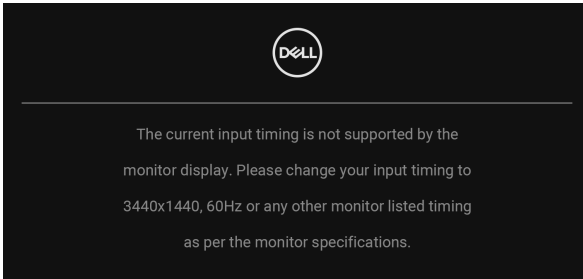 DELL
The current input timing is not supported by the
monitor display. Please change your input timing to
3440x1440, 60Hz or any other monitor listed timing
as per the monitor specifications.